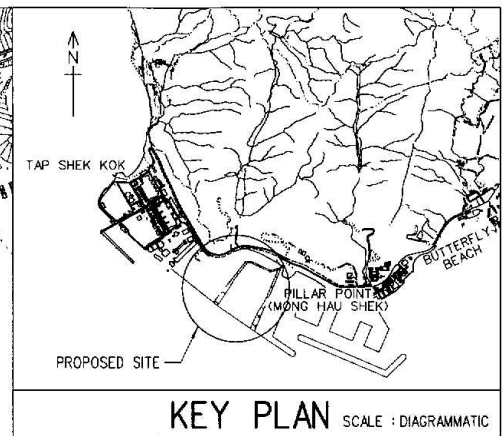 N
TAP SHEK KOK
BUTTERFLY
BEACH
PILLAR POINT
(MONG HAU SHEK)
PROPOSED SITE
KEY PLAN SCALE : DIAGRAMMATIC